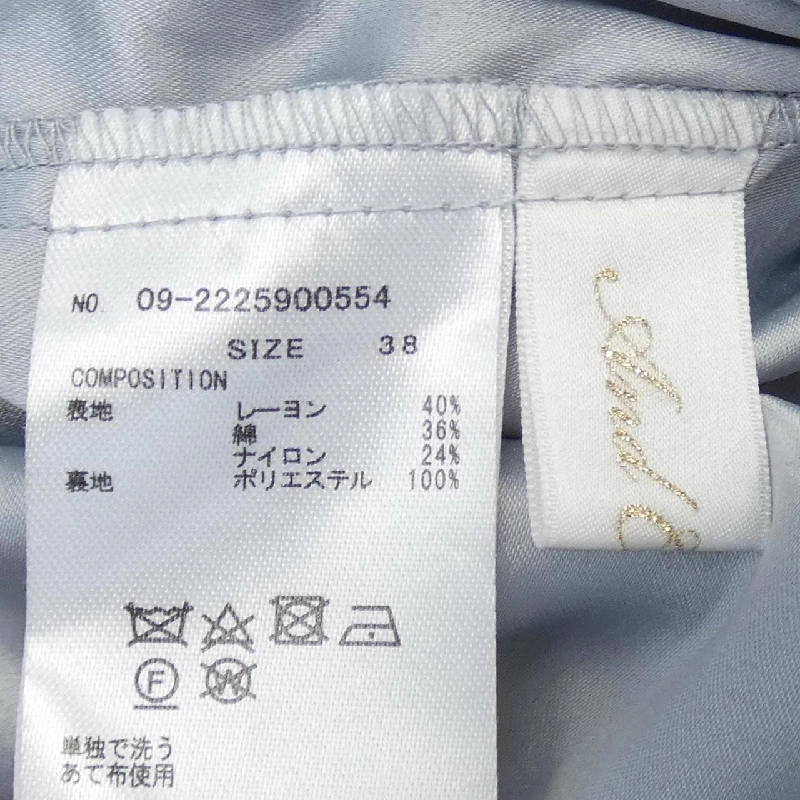 NO. 09-2225900554
SIZE 38
COMPOSITION
表地 レーヨン 40%
綿 36%
ナイロン 24%
裏地 ポリエステル 100%
F
W
単独で洗う
あて布使用
And C